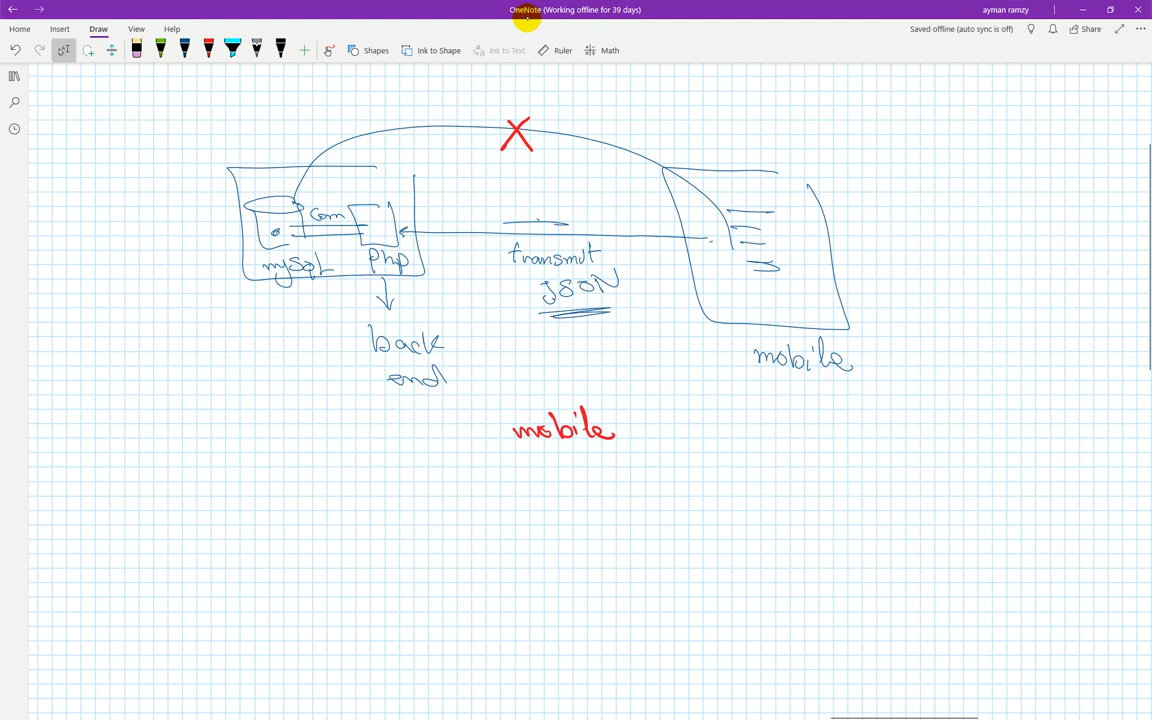 OneNote (Working offline for 39 days)
ayman ramzy
Home Insert Draw View Help
Saved offline (auto sync is off)
Share
Shapes
Ink to Shape
Ink to Text
Ruler
Math
Com
mySqL
php
transmit
JSON
back
end
mobile
mobile